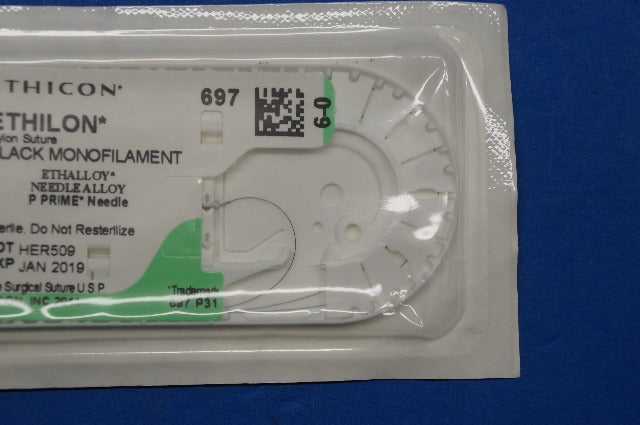 THICON*
697
6-0
ETHILON*
ylon Suture
LACK MONOFILAMENT
ETHALLOY*
NEEDLE ALLOY
P PRIME* Needle
erile, Do Not Resterilize
OT HER509
XP JAN 2019
e Surgical Suture U S P
*Trademark
697 P31